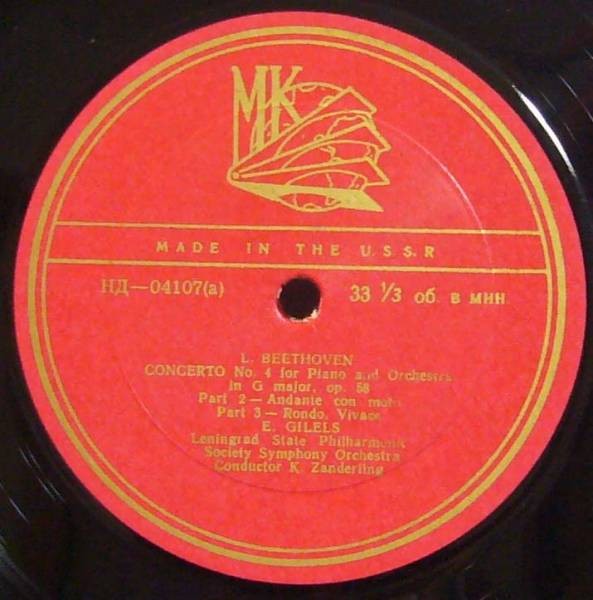 MK
MADE IN THE U.S.S.R
НД—04107(а)
33 1/3 об. в мин.
L. BEETHOVEN
CONCERTO No. 4 for Piano and Orchestra
in G major, op. 58
Part 2—Andante con moto
Part 3—Rondo. Vivace
E. GILELS
Leningrad State Philharmonic
Society Symphony Orchestra
Conductor K. Zanderling